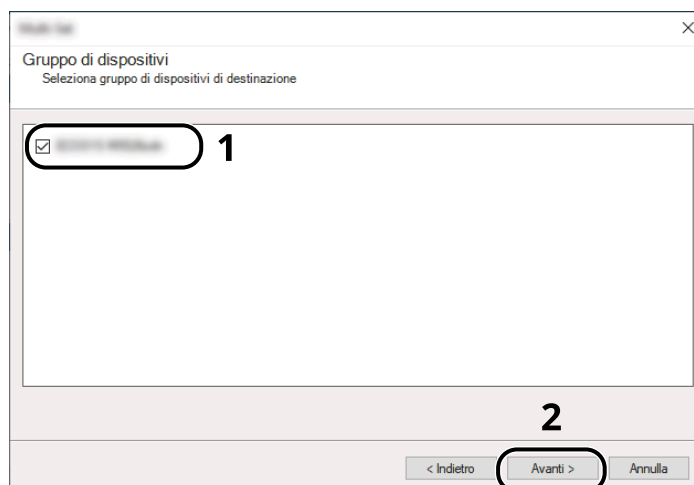 Gruppo di dispositivi
Seleziona gruppo di dispositivi di destinazione
1
2
< Indietro
Avanti >
Annulla